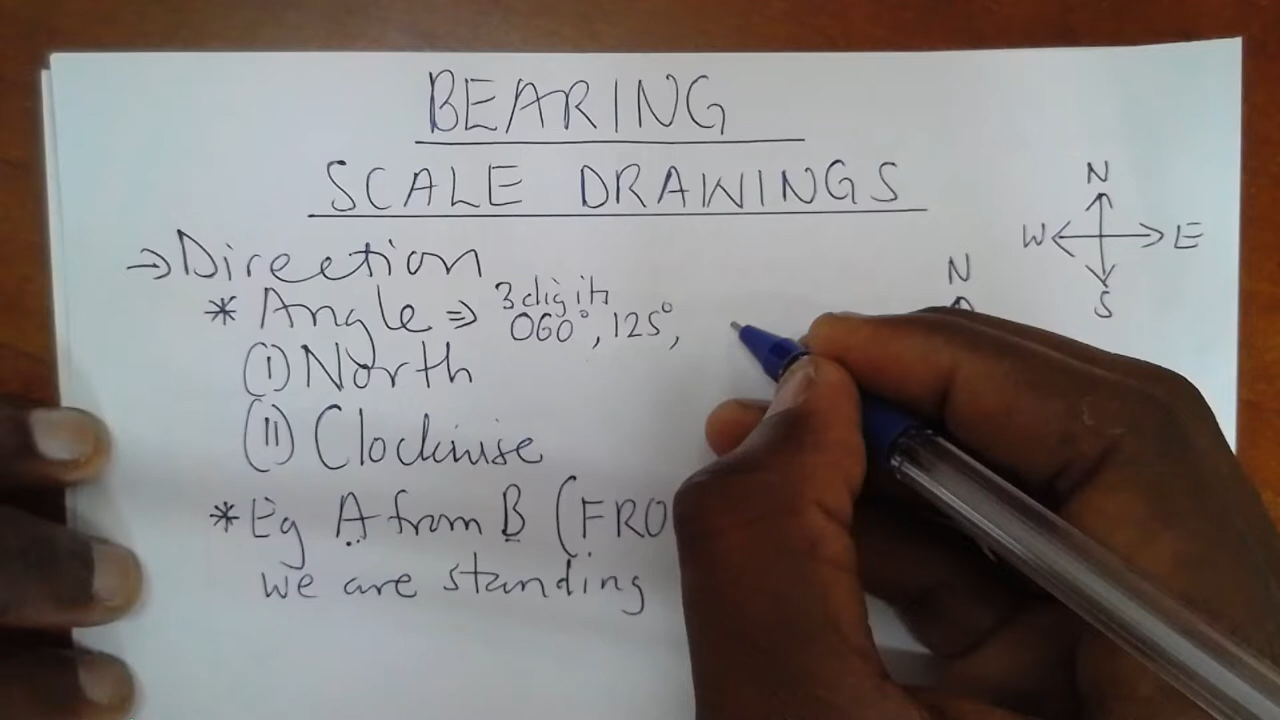 BEARING
SCALE DRAWINGS
N
W E
S
→Direction
* Angle ⇒ 3 digits
060°, 125°,
N
(I) North
(II) Clockwise
* Eg A from B (FRO
we are standing